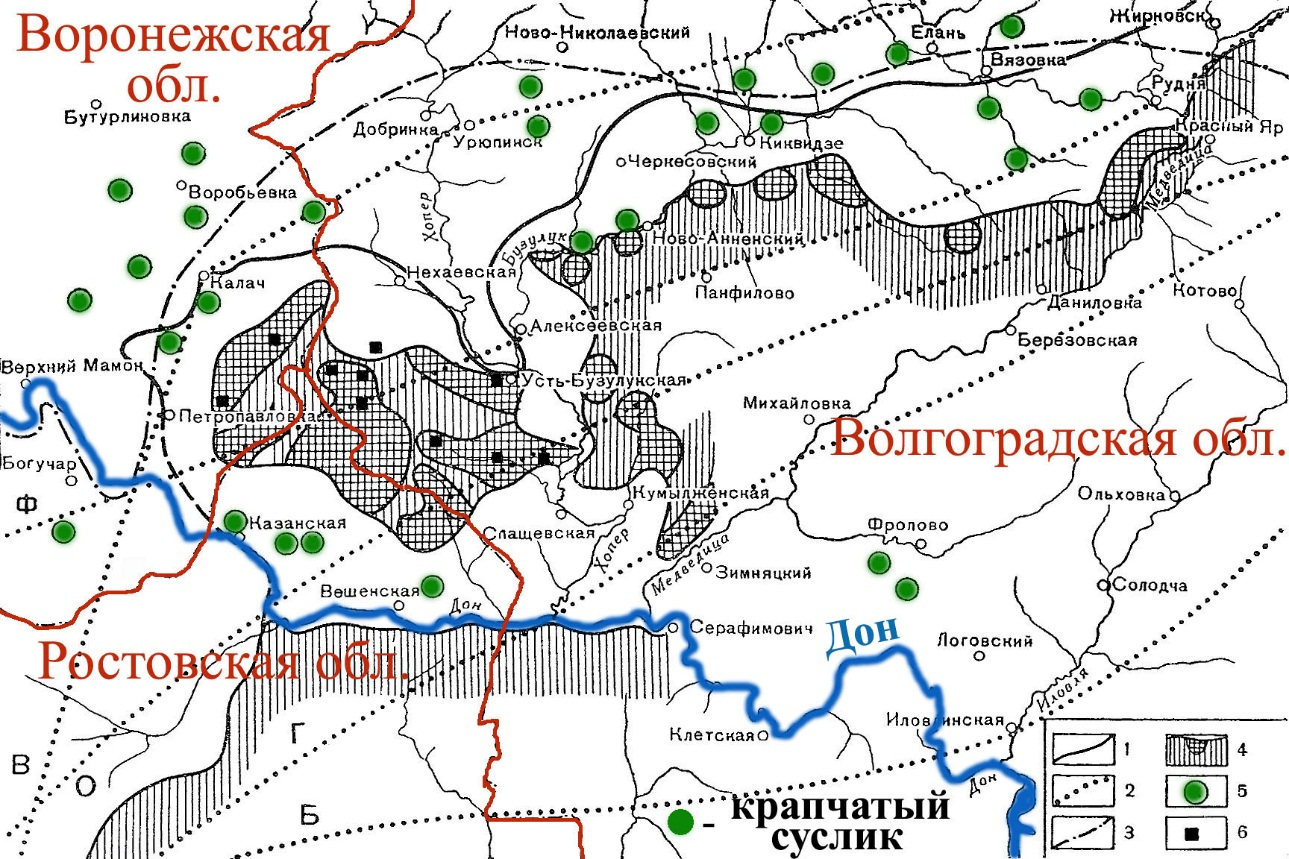 Воронежская
обл.
Ново-Николаевский
Жирновск
Елань
Вязовка
Рудня
Бутурлиновка
Добринка
Урюпинск
Красный Яр
Киквидзе
Черкесовский
Медведица
Воробьевка
Хопер
Бузулук
Ново-Анненский
Калач
Нехаевская
Панфилово
Даниловка
Котово
Алексеевская
Берёзовская
Верхний Мамон
Усть-Бузулукская
Петропавловка
Михайловка
Волгоградская обл.
Богучар
Кумылженская
Ольховка
Ф
Казанская
Слащевская
Хопер
Фролово
Медведица
Зимняцкий
Солодча
Вешенская
Дон
Серафимович
Дон
Логовский
Ростовская обл.
Иловля
Иловлинская
Клетская
Г
В
О
Б
Дон
1
4
2
5
3
6
- крапчатый
суслик